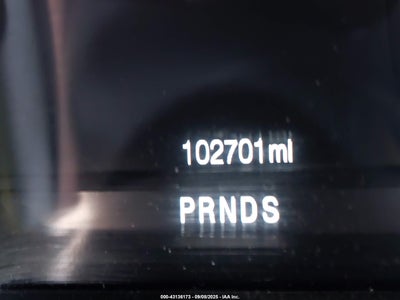 102701mi
PRNDS
000-43136173 - 09/09/2025 - IAA Inc.